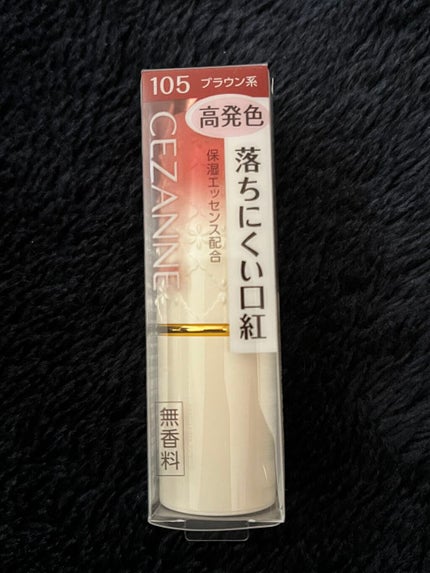 105 ブラウン系
高発色
落ちにくい口紅
保湿エッセンス配合
CEZANNE
無香料